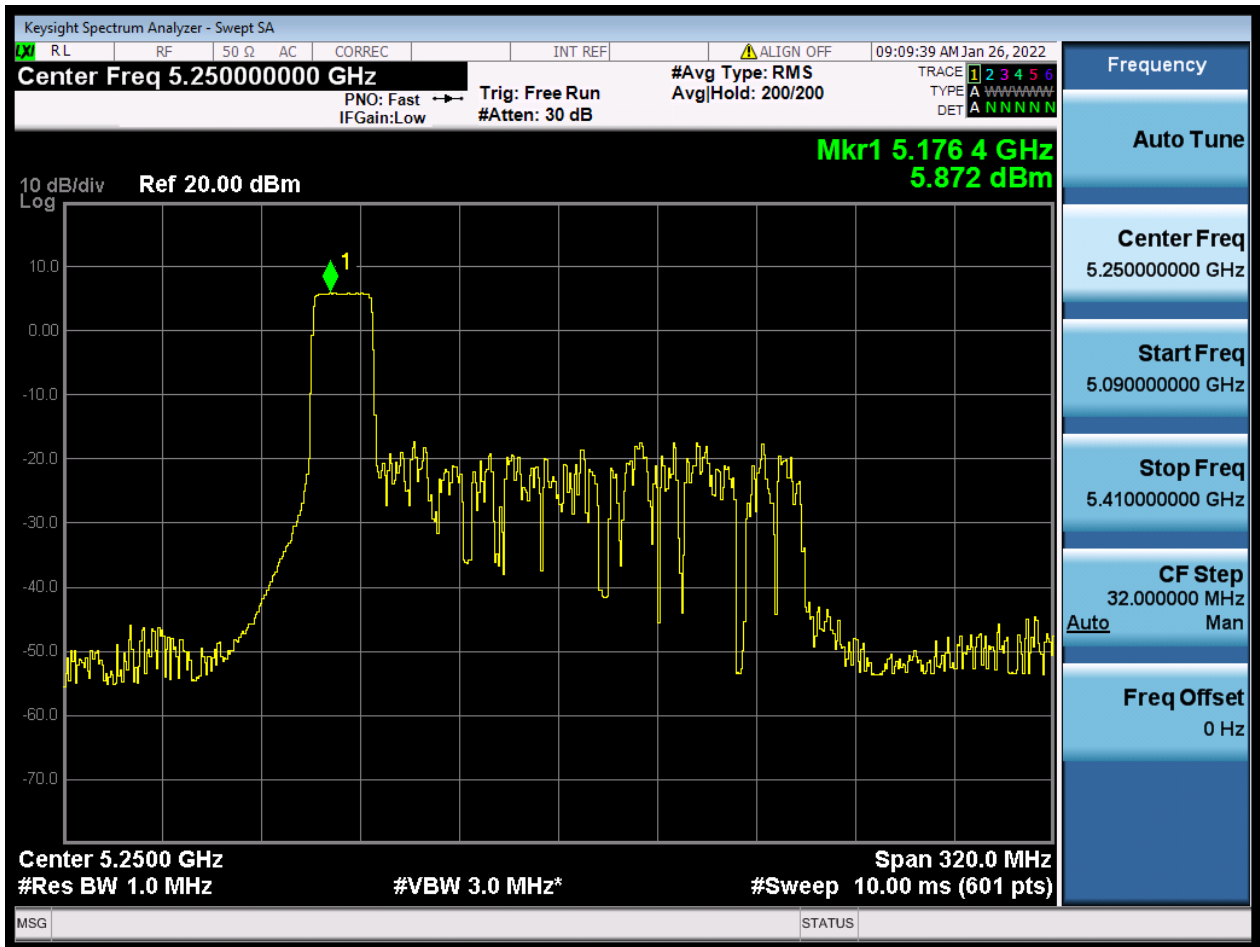 Keysight Spectrum Analyzer - Swept SA
LXI RL RF 50 Ω AC CORREC INT REF ALIGN OFF 09:09:39 AM Jan 26, 2022
Center Freq 5.250000000 GHz
PNO: Fast
IFGain:Low
Trig: Free Run
#Atten: 30 dB
#Avg Type: RMS
Avg|Hold: 200/200
TRACE 1 2 3 4 5 6
TYPE A WWWWW
DET A N N N N N
Mkr1 5.176 4 GHz
5.872 dBm
10 dB/div Ref 20.00 dBm
Log
1
10.0
0.00
-10.0
-20.0
-30.0
-40.0
-50.0
-60.0
-70.0
Center 5.2500 GHz Span 320.0 MHz
#Res BW 1.0 MHz #VBW 3.0 MHz* #Sweep 10.00 ms (601 pts)
MSG STATUS
Frequency
Auto Tune
Center Freq
5.250000000 GHz
Start Freq
5.090000000 GHz
Stop Freq
5.410000000 GHz
CF Step
32.000000 MHz
Auto Man
Freq Offset
0 Hz